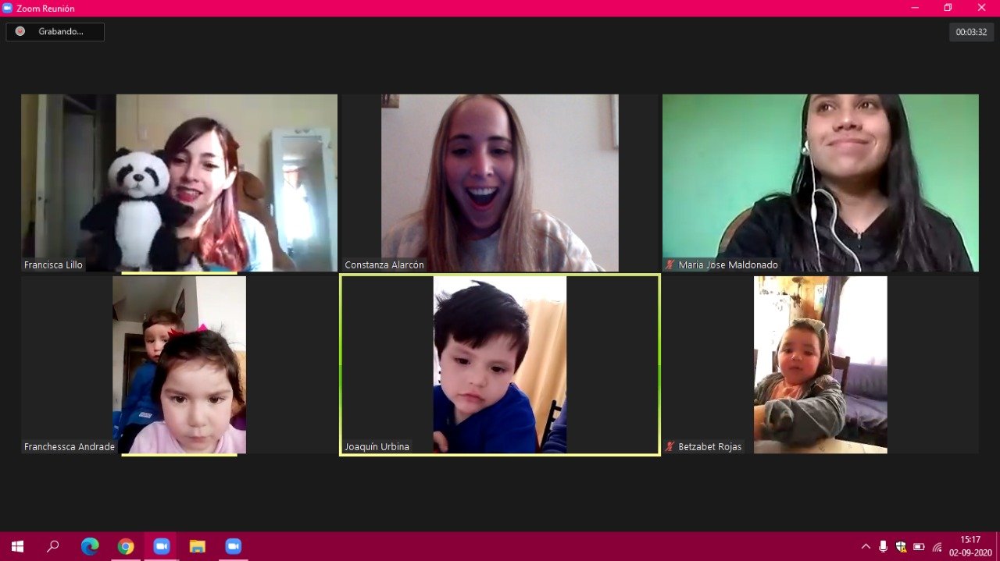 Zoom Reunión
Grabando...
00:03:32
Francisca Lillo
Constanza Alarcón
Maria Jose Maldonado
Franchessca Andrade
Joaquín Urbina
Betzabet Rojas
15:17
02-09-2020